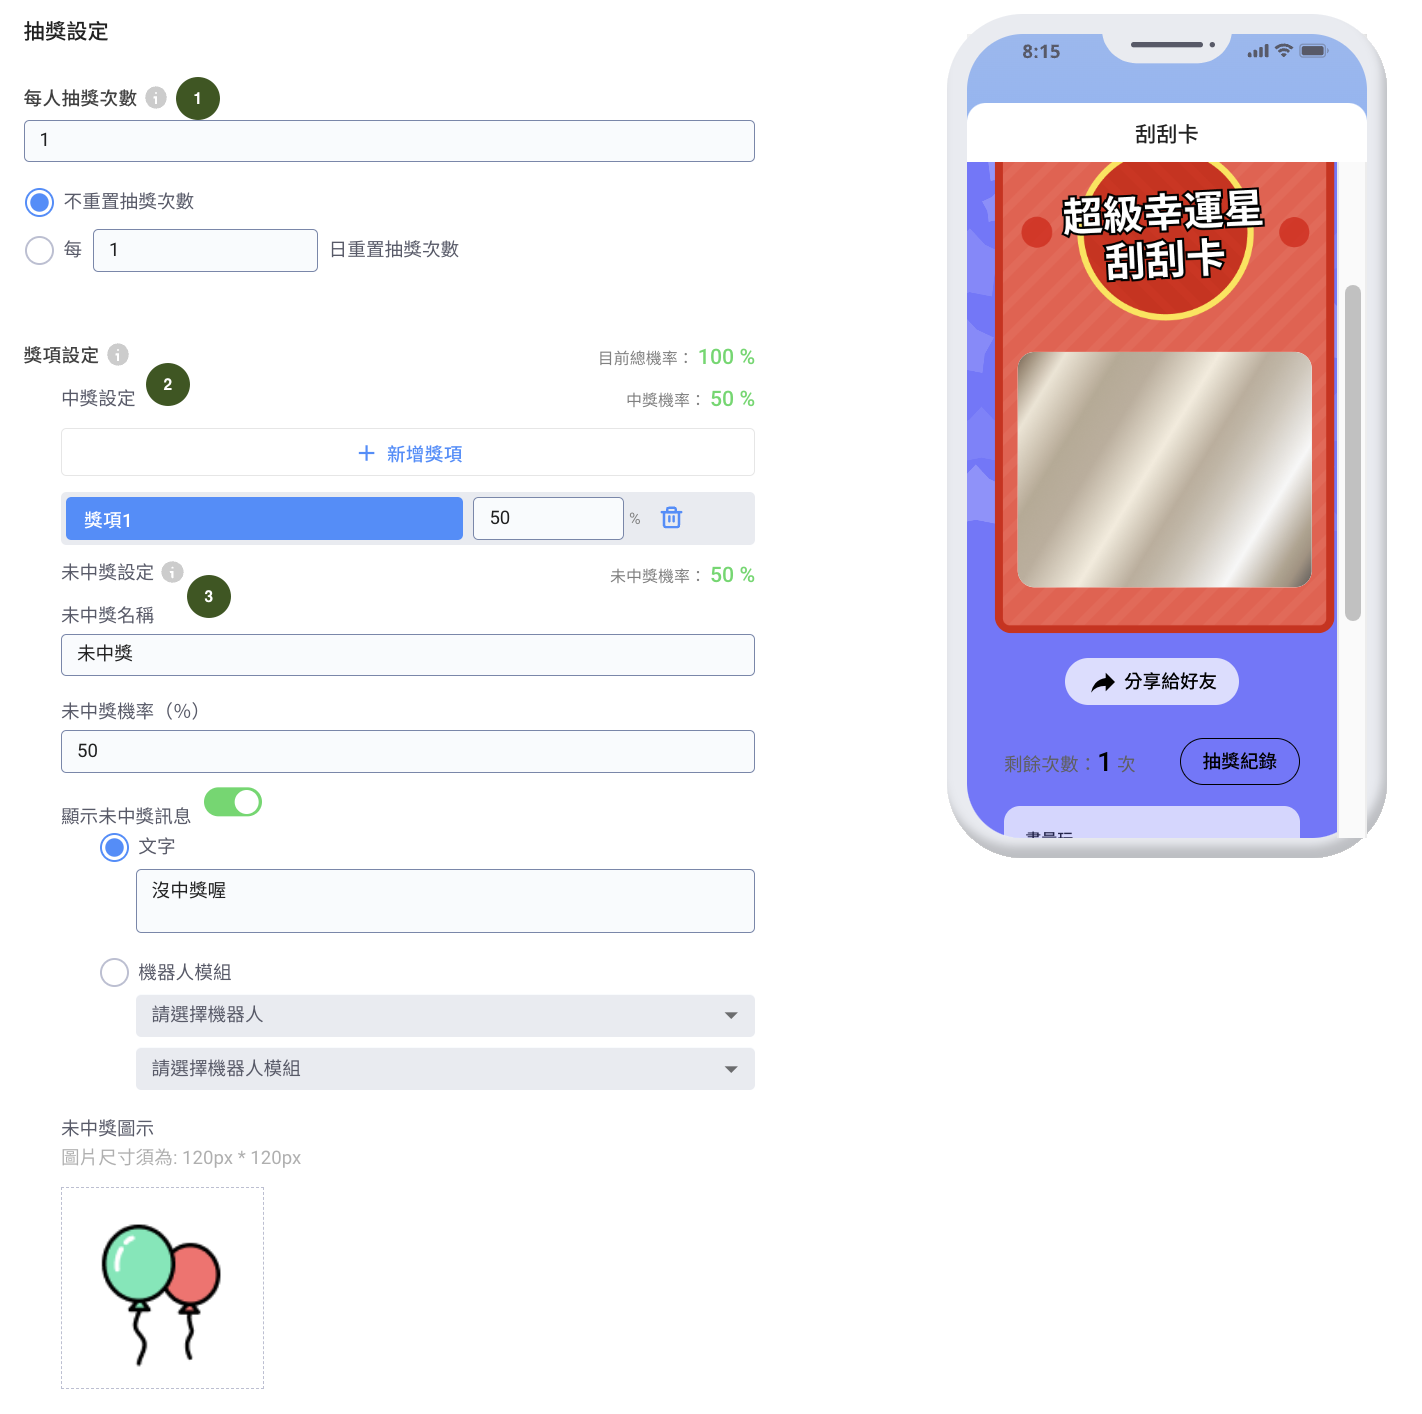 抽獎設定
每人抽獎次數 i 1
1
不重置抽獎次數
每 1 日重置抽獎次數
獎項設定 i
目前總機率： 100 %
中獎設定 2
中獎機率： 50 %
+ 新增獎項
獎項1 50 %
未中獎設定 i
未中獎機率： 50 %
3
未中獎名稱
未中獎
未中獎機率（%）
50
顯示未中獎訊息
文字
沒中獎喔
機器人模組
請選擇機器人
請選擇機器人模組
未中獎圖示
圖片尺寸須為: 120px * 120px
8:15
刮刮卡
超級幸運星
刮刮卡
分享給好友
剩餘次數：1 次
抽獎紀錄